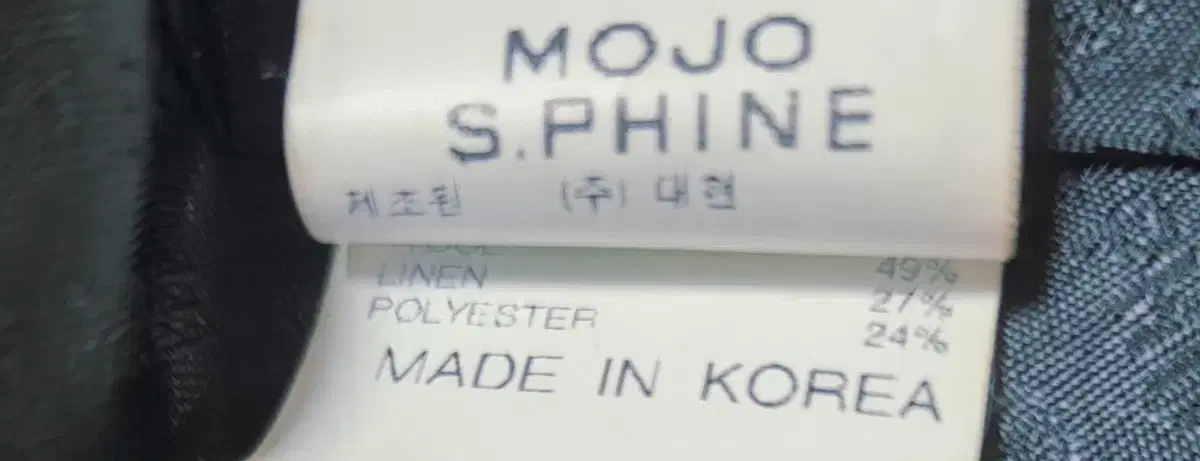 MOJO
S.PHINE
제조원 (주) 대현
49%
LINEN 27%
POLYESTER 24%
MADE IN KOREA